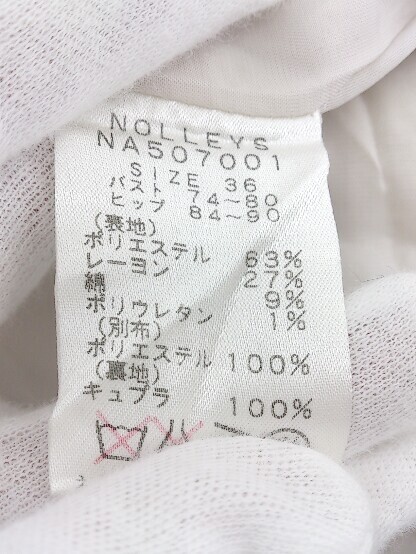 NOLLEYS
NA507001
SIZE 36
バスト 74～80
ヒップ 84～90
(表地)
ポリエステル 63%
レーヨン 27%
綿 9%
ポリウレタン 1%
(別布)
ポリエステル 100%
(裏地)
キュプラ 100%